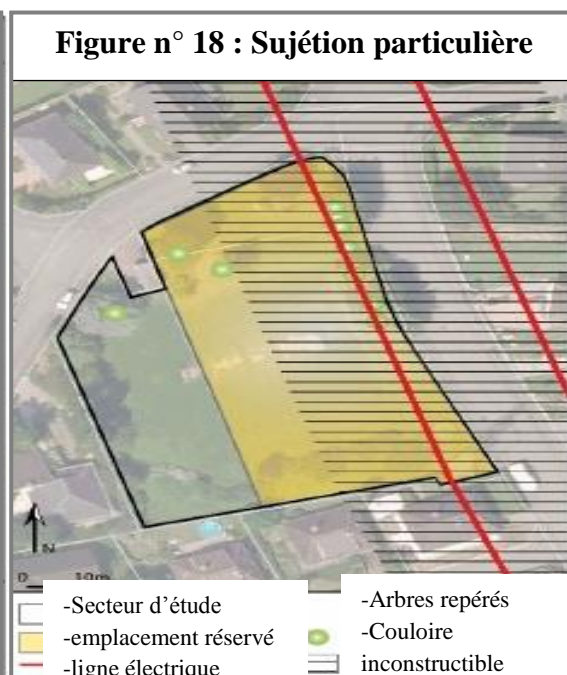 Figure n° 18 : Sujétion particulière
N
0 10m
-Secteur d’étude
-emplacement réservé
-ligne électrique
-Arbres repérés
-Couloire
inconstructible